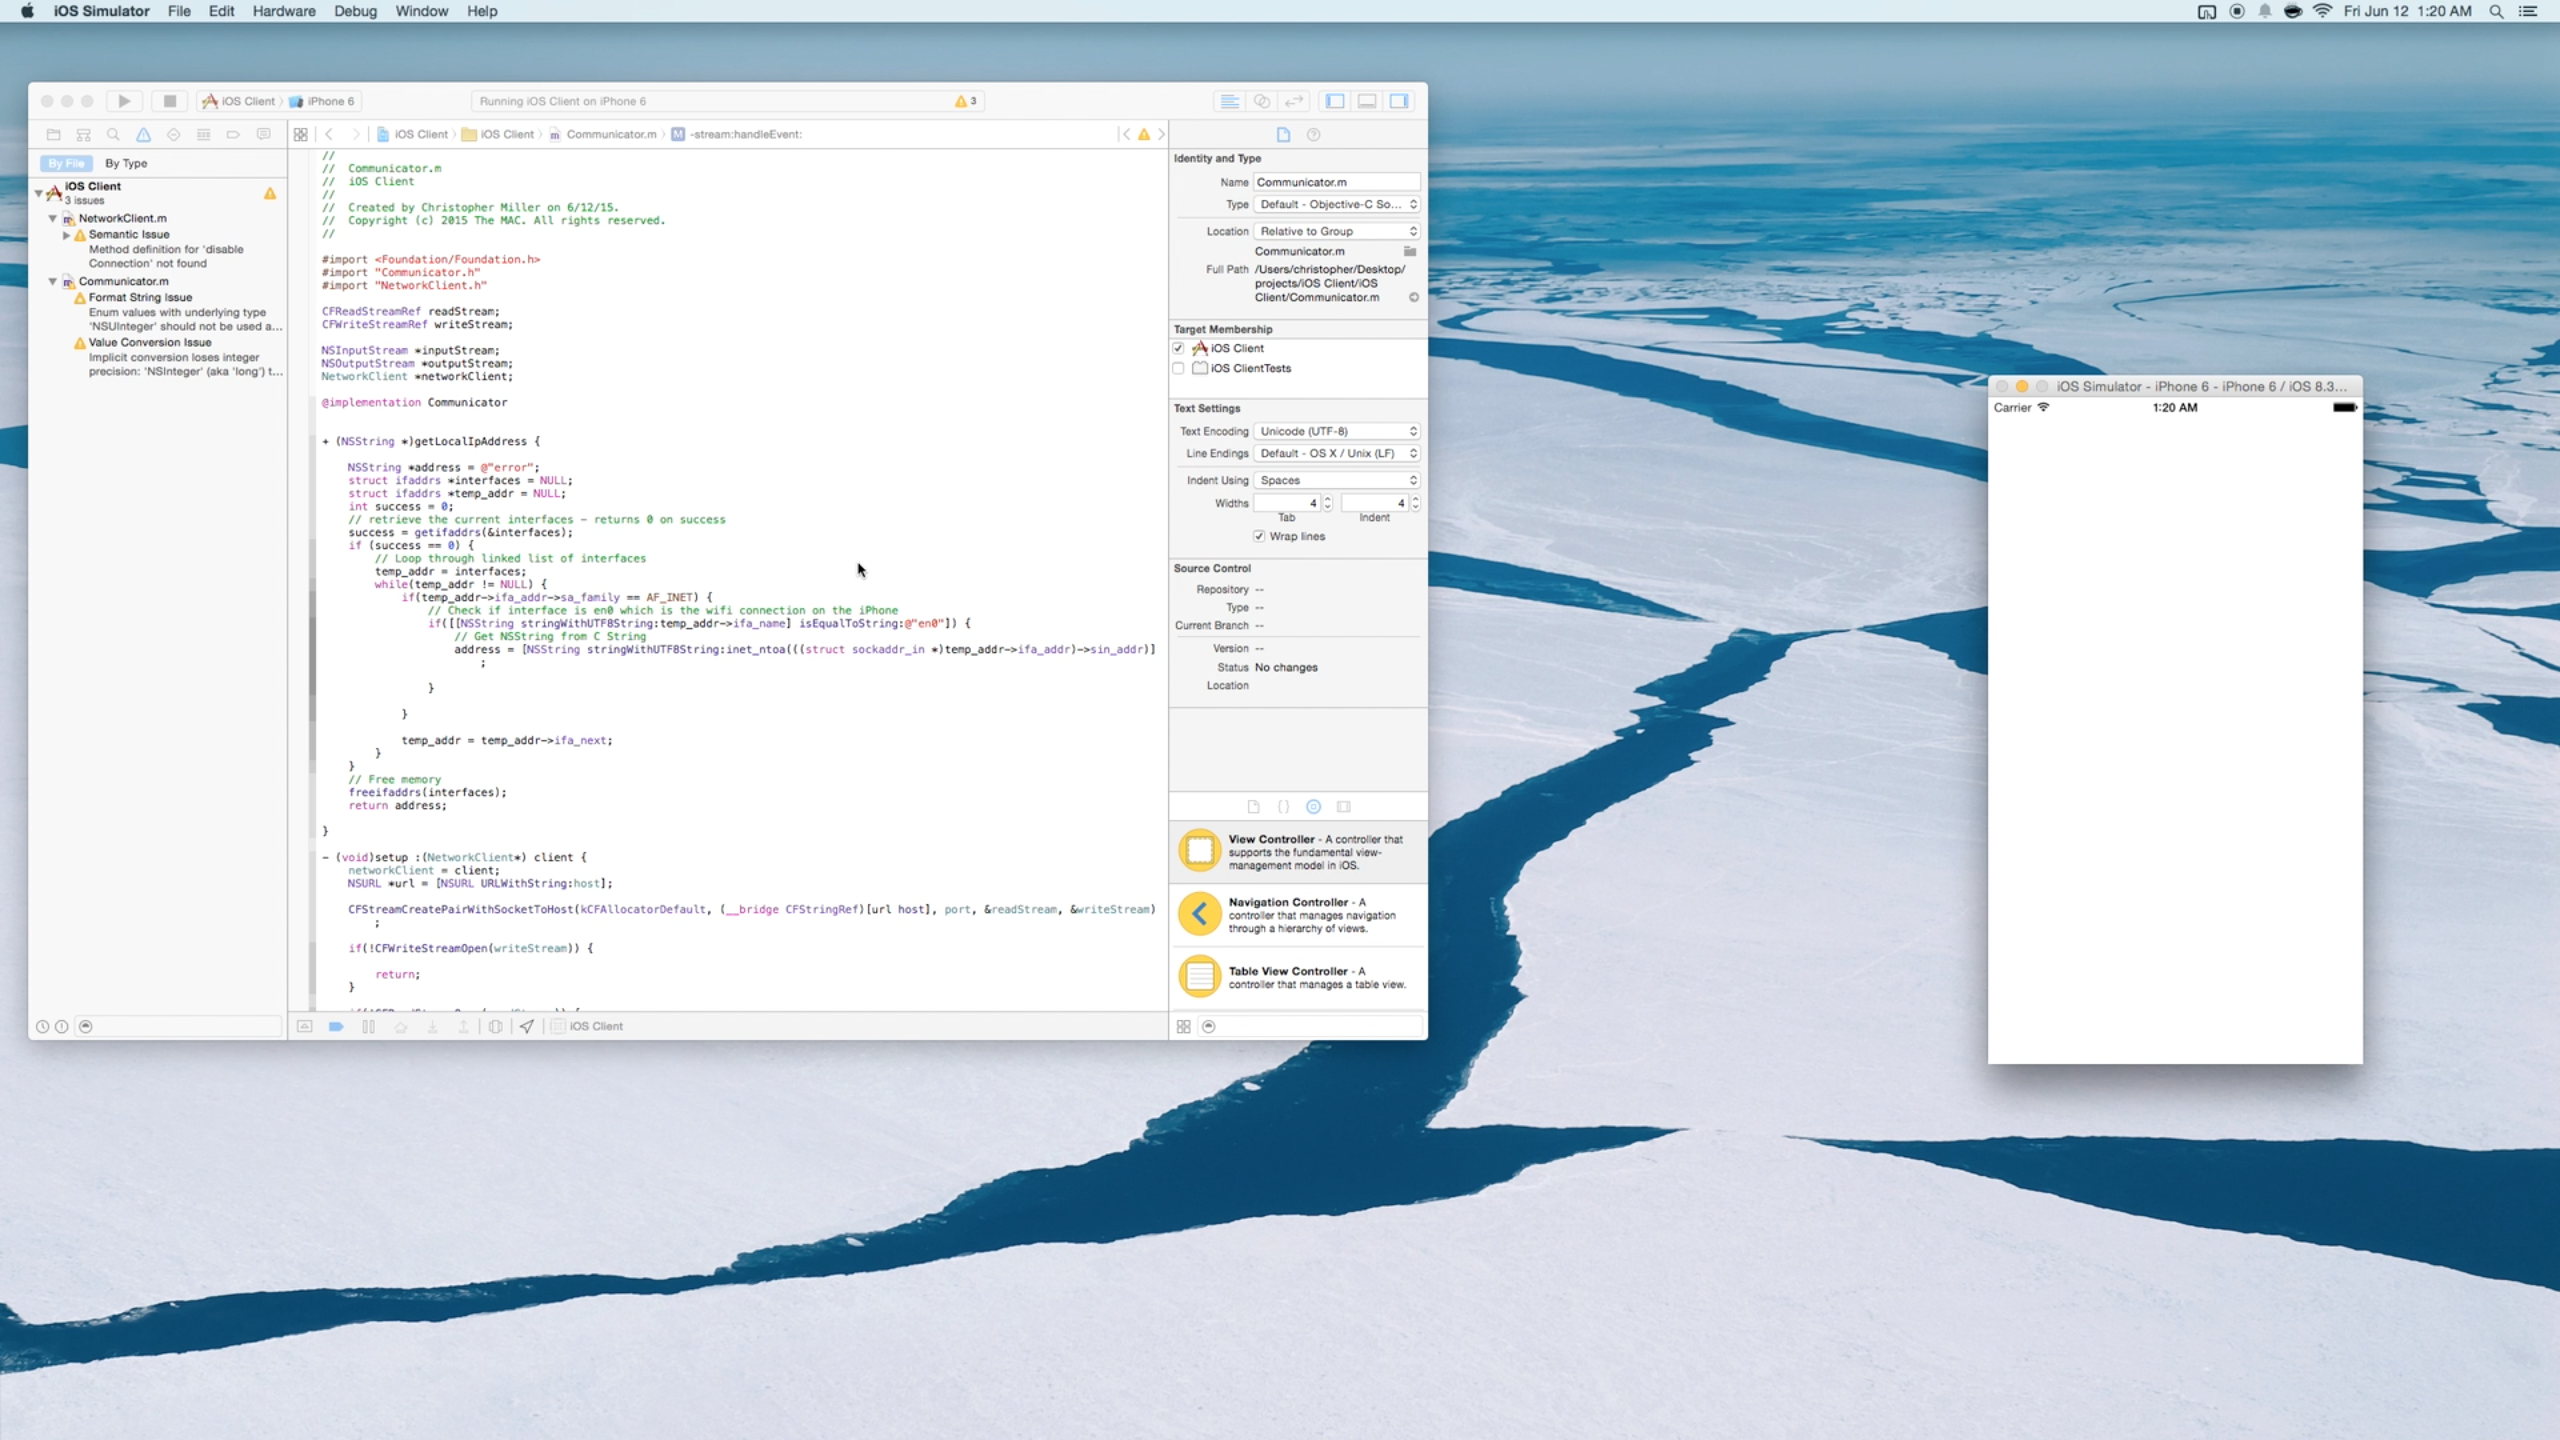 iOS Simulator File Edit Hardware Debug Window Help
Fri Jun 12 1:20 AM
iOS Client iPhone 6
Running iOS Client on iPhone 6
3
iOS Client iOS Client Communicator.m M -stream:handleEvent:
By File By Type
iOS Client
3 issues
NetworkClient.m
Semantic Issue
Method definition for 'disable
Connection' not found
Communicator.m
Format String Issue
Enum values with underlying type
'NSUInteger' should not be used a...
Value Conversion Issue
Implicit conversion loses integer
precision: 'NSInteger' (aka 'long') t...
//
// Communicator.m
// iOS Client
//
// Created by Christopher Miller on 6/12/15.
// Copyright (c) 2015 The MAC. All rights reserved.
//
#import <Foundation/Foundation.h>
#import "Communicator.h"
#import "NetworkClient.h"
CFReadStreamRef readStream;
CFWriteStreamRef writeStream;
NSInputStream *inputStream;
NSOutputStream *outputStream;
NetworkClient *networkClient;
@implementation Communicator
+ (NSString *)getLocalIpAddress {
NSString *address = @"error";
struct ifaddrs *interfaces = NULL;
struct ifaddrs *temp_addr = NULL;
int success = 0;
// retrieve the current interfaces - returns 0 on success
success = getifaddrs(&interfaces);
if (success == 0) {
// Loop through linked list of interfaces
temp_addr = interfaces;
while(temp_addr != NULL) {
if(temp_addr->ifa_addr->sa_family == AF_INET) {
// Check if interface is en0 which is the wifi connection on the iPhone
if([[NSString stringWithUTF8String:temp_addr->ifa_name] isEqualToString:@"en0"]) {
// Get NSString from C String
address = [NSString stringWithUTF8String:inet_ntoa(((struct sockaddr_in *)temp_addr->ifa_addr)->sin_addr)]
;
}
}
temp_addr = temp_addr->ifa_next;
}
}
// Free memory
freeifaddrs(interfaces);
return address;
}
- (void)setup :(NetworkClient*) client {
networkClient = client;
NSURL *url = [NSURL URLWithString:host];
CFStreamCreatePairWithSocketToHost(kCFAllocatorDefault, (__bridge CFStringRef)[url host], port, &readStream, &writeStream)
;
if(!CFWriteStreamOpen(writeStream)) {
return;
}
iOS Client
Identity and Type
Name Communicator.m
Type Default - Objective-C So...
Location Relative to Group
Communicator.m
Full Path /Users/christopher/Desktop/
projects/iOS Client/iOS
Client/Communicator.m
Target Membership
iOS Client
iOS ClientTests
Text Settings
Text Encoding Unicode (UTF-8)
Line Endings Default - OS X / Unix (LF)
Indent Using Spaces
Widths 4 4
Tab Indent
Wrap lines
Source Control
Repository --
Type --
Current Branch --
Version --
Status No changes
Location
View Controller - A controller that
supports the fundamental view-
management model in iOS.
Navigation Controller - A
controller that manages navigation
through a hierarchy of views.
Table View Controller - A
controller that manages a table view.
iOS Simulator - iPhone 6 - iPhone 6 / iOS 8.3...
Carrier 1:20 AM